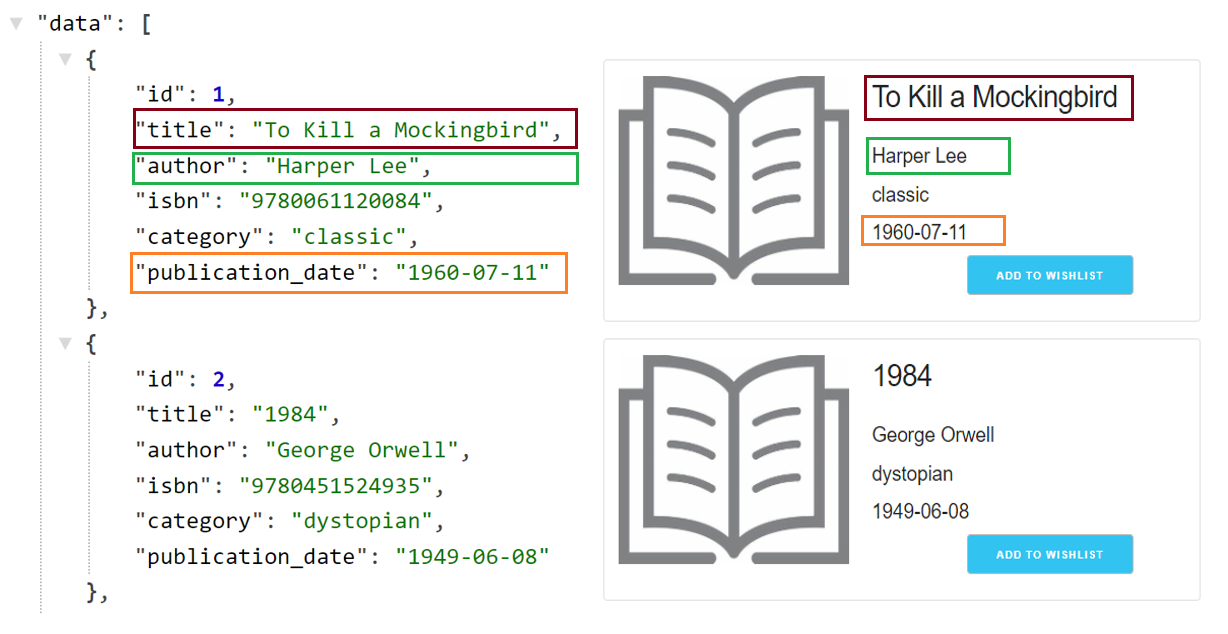 "data": [
{
"id": 1,
"title": "To Kill a Mockingbird",
"author": "Harper Lee",
"isbn": "9780061120084",
"category": "classic",
"publication_date": "1960-07-11"
},
{
"id": 2,
"title": "1984",
"author": "George Orwell",
"isbn": "9780451524935",
"category": "dystopian",
"publication_date": "1949-06-08"
},
To Kill a Mockingbird
Harper Lee
classic
1960-07-11
ADD TO WISHLIST
1984
George Orwell
dystopian
1949-06-08
ADD TO WISHLIST